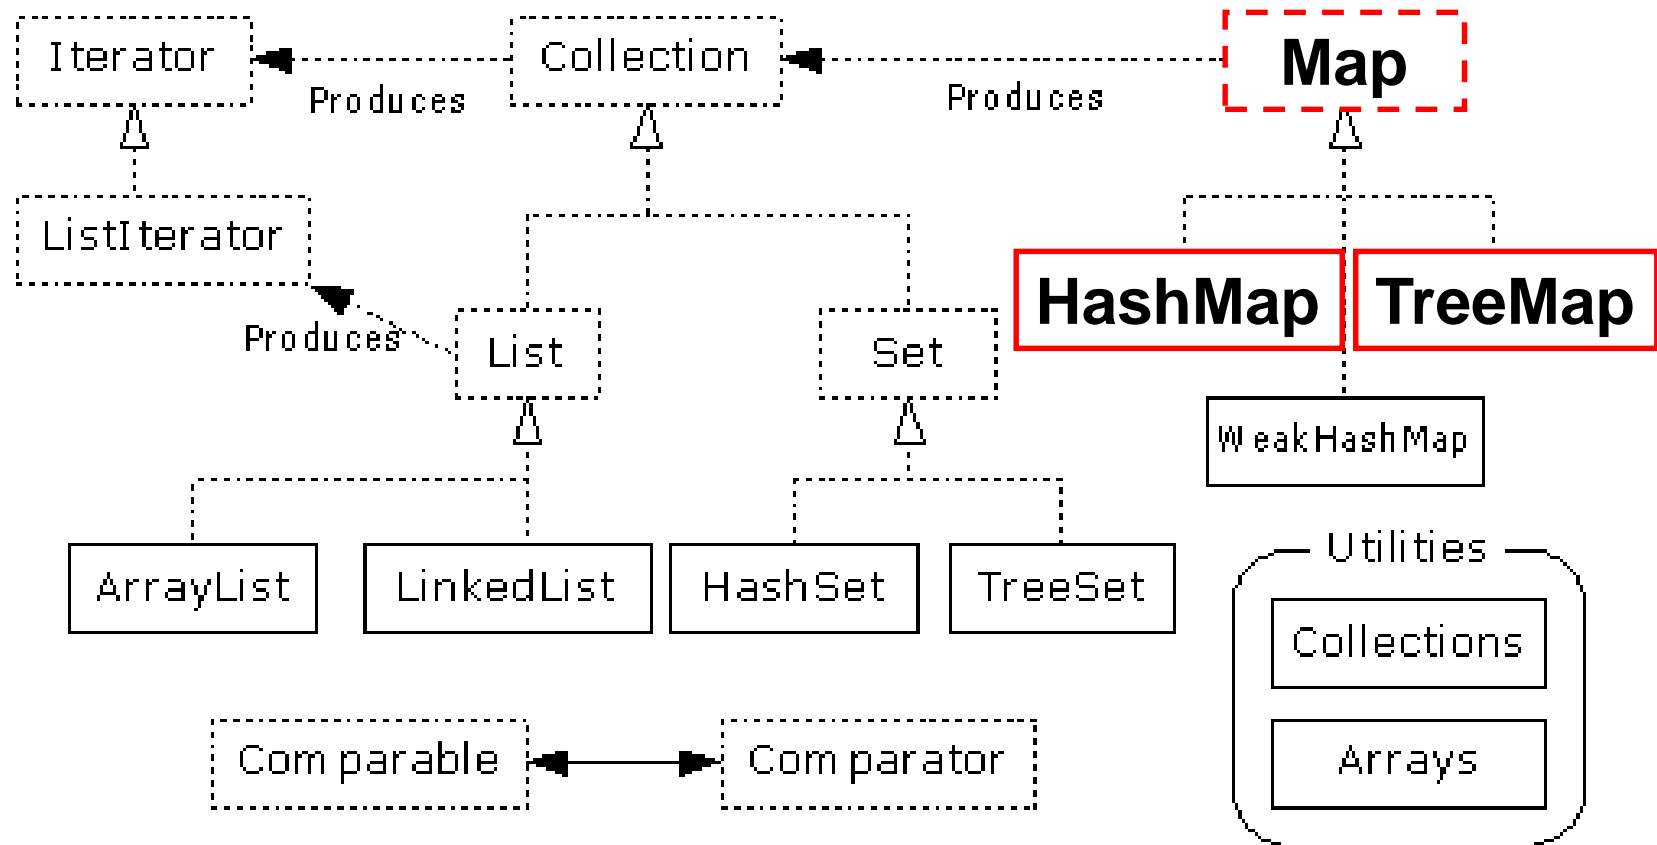 Iterator
Collection
Map
Produces
Produces
ListIterator
HashMap
TreeMap
Produces
List
Set
WeakHashMap
Utilities
ArrayList
LinkedList
HashSet
TreeSet
Collections
Comparable
Comparator
Arrays